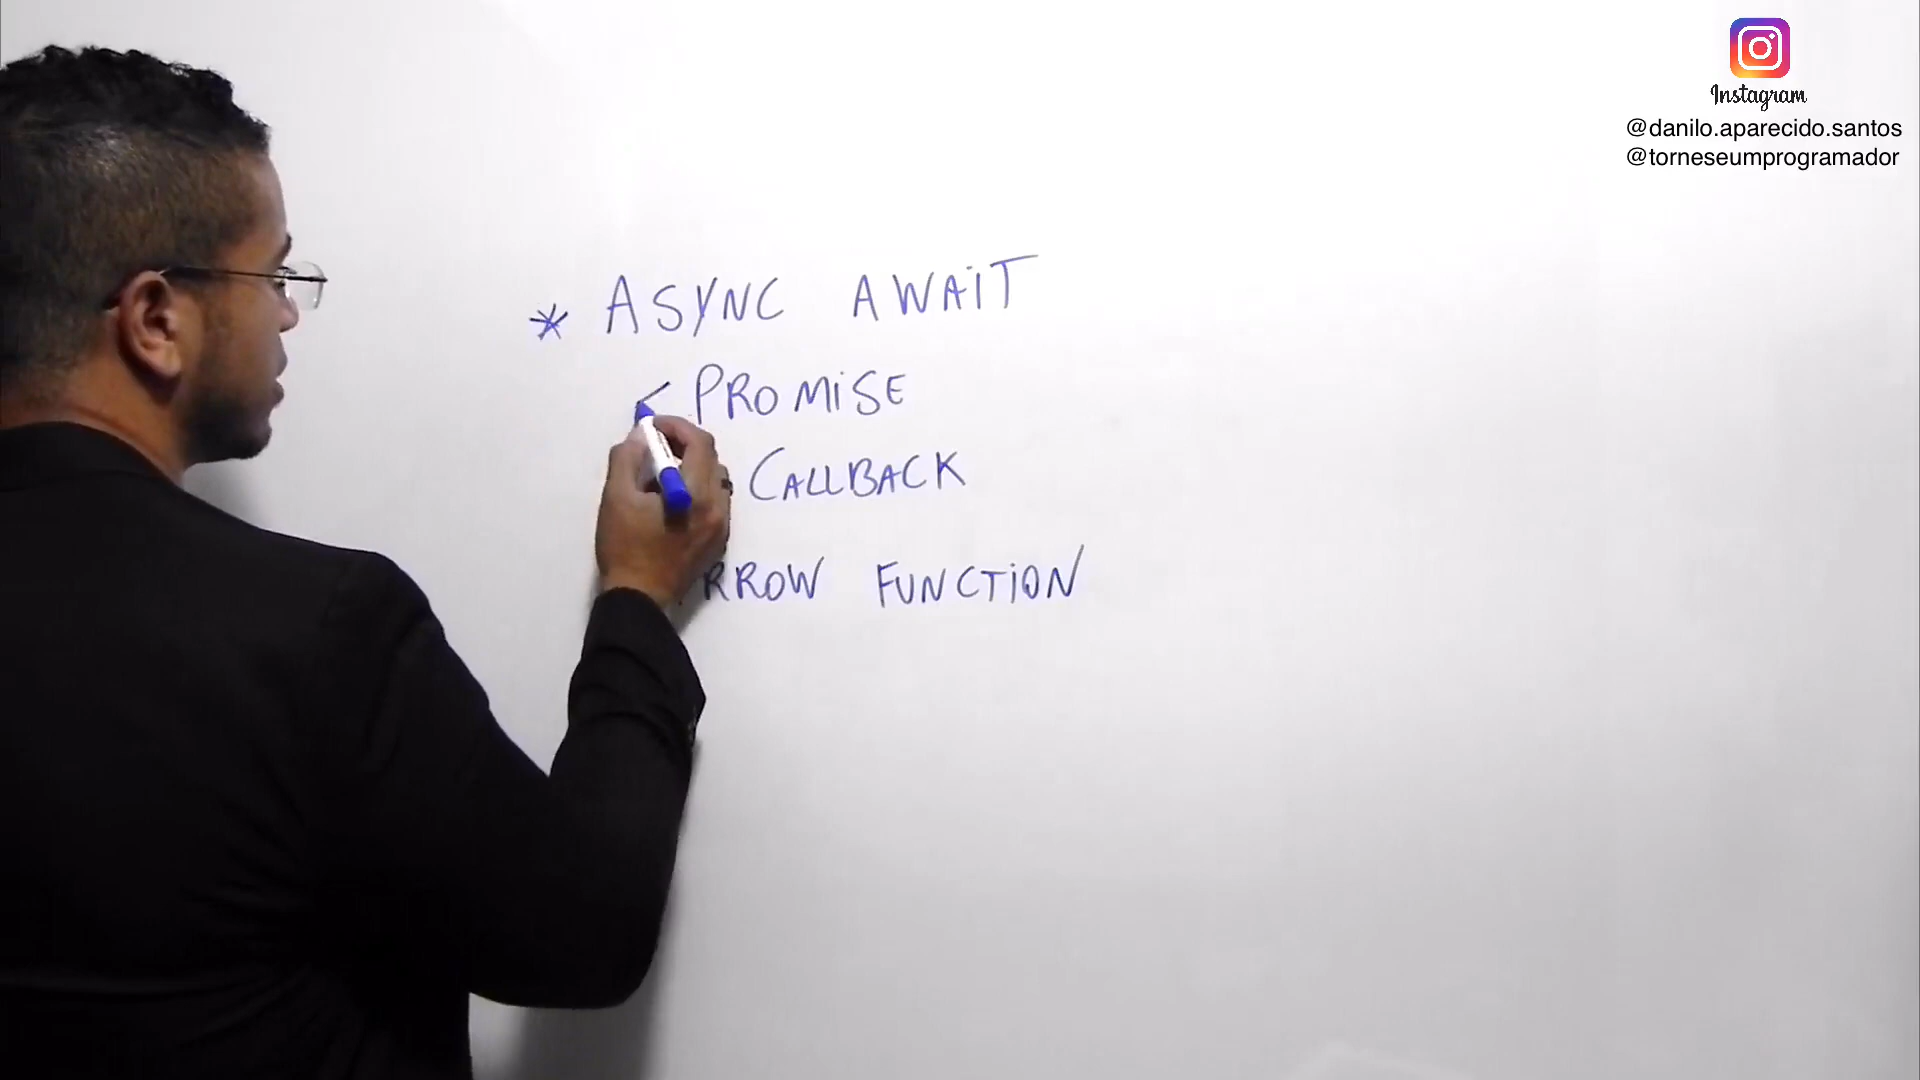 Instagram
@danilo.aparecido.santos
@torneseumprogramador
* ASYNC AWAIT
PROMISE
CALLBACK
RROW FUNCTION